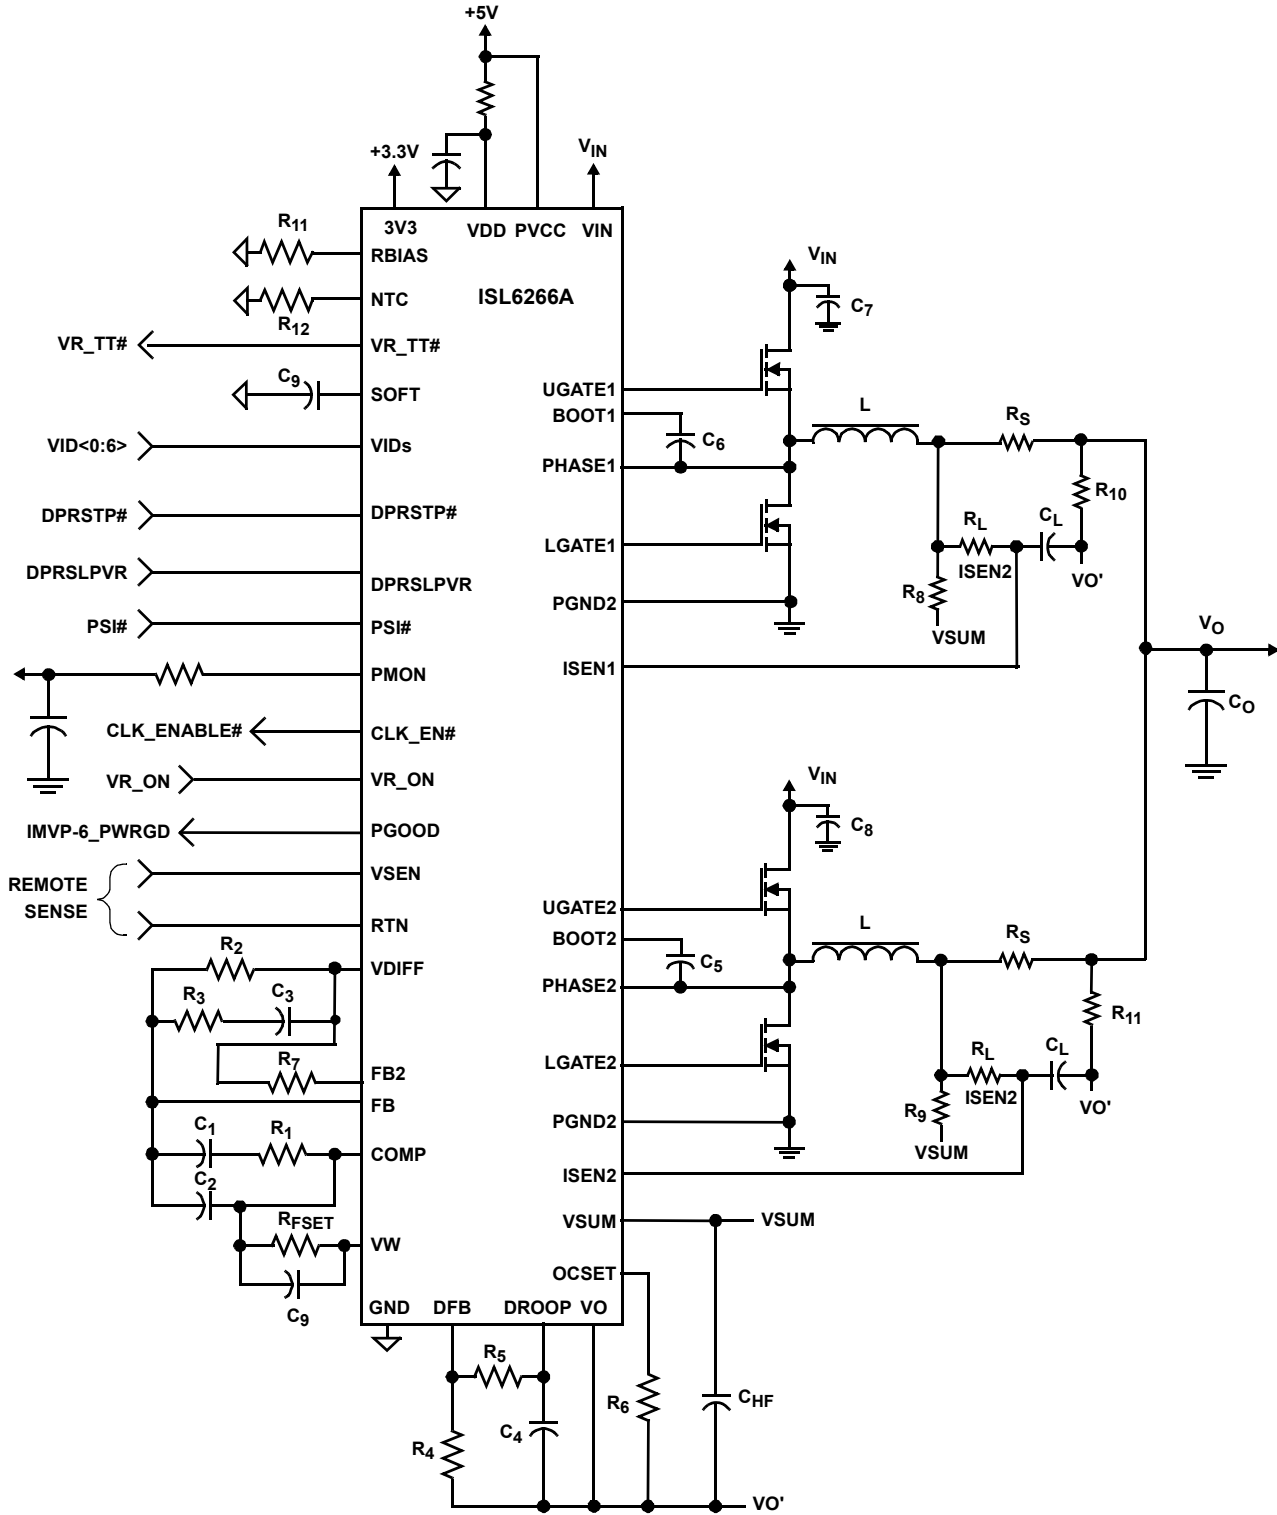 +5V
+3.3V
VIN
3V3
VDD
PVCC
VIN
ISL6266A
R11
RBIAS
R12
NTC
VR_TT#
VR_TT#
C9
SOFT
VID<0:6>
VIDs
DPRSTP#
DPRSTP#
DPRSLPVR
DPRSLPVR
PSI#
PSI#
PMON
CLK_ENABLE#
CLK_EN#
VR_ON
VR_ON
IMVP-6_PWRGD
PGOOD
REMOTE
SENSE
VSEN
RTN
R2
VDIFF
R3
C3
R7
FB2
FB
C1
R1
COMP
C2
RFSET
VW
C9
GND
DFB
DROOP
VO
UGATE1
BOOT1
PHASE1
LGATE1
PGND2
ISEN1
UGATE2
BOOT2
PHASE2
LGATE2
PGND2
ISEN2
VSUM
OCSET
VIN
C7
C6
L
RS
R10
RL
CL
ISEN2
VO'
R8
VSUM
VO
CO
VIN
C8
C5
L
RS
R11
RL
CL
ISEN2
VO'
R9
VSUM
VSUM
R5
R4
C4
R6
CHF
VO'